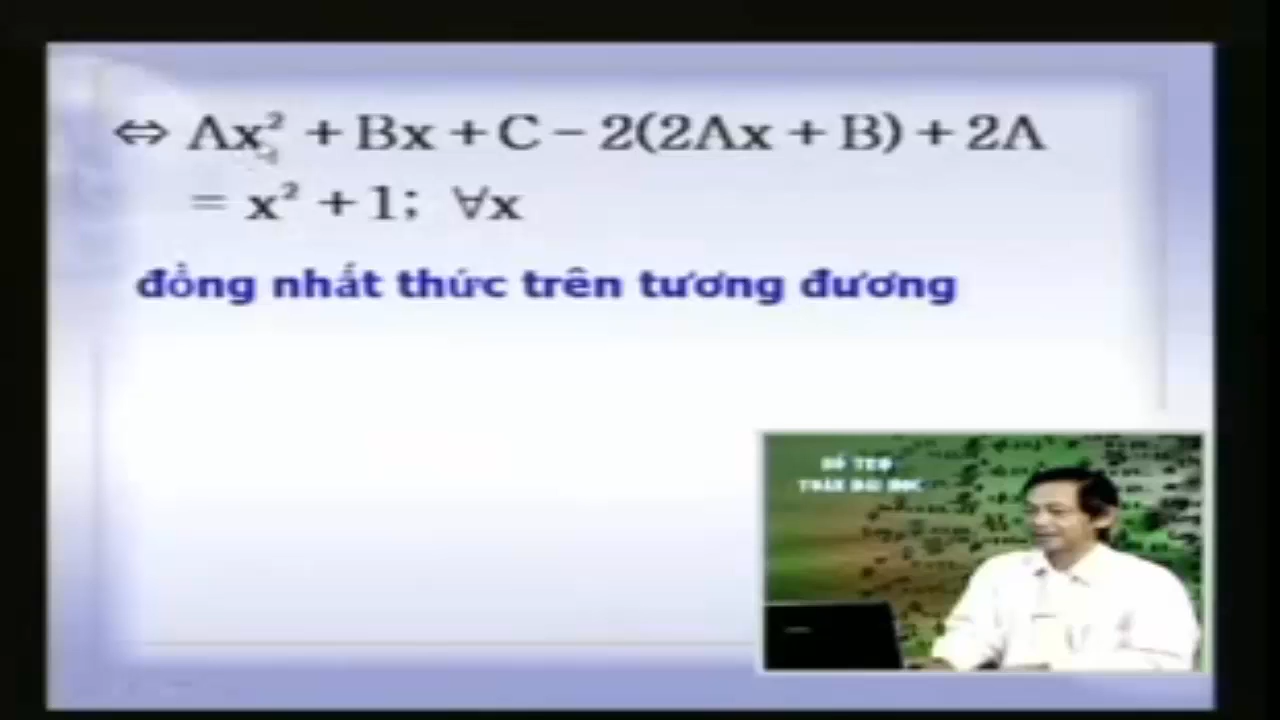 ⇔ Ax² + Bx + C − 2(2Ax + B) + 2A
= x² + 1; ∀x
đồng nhất thức trên tương đương